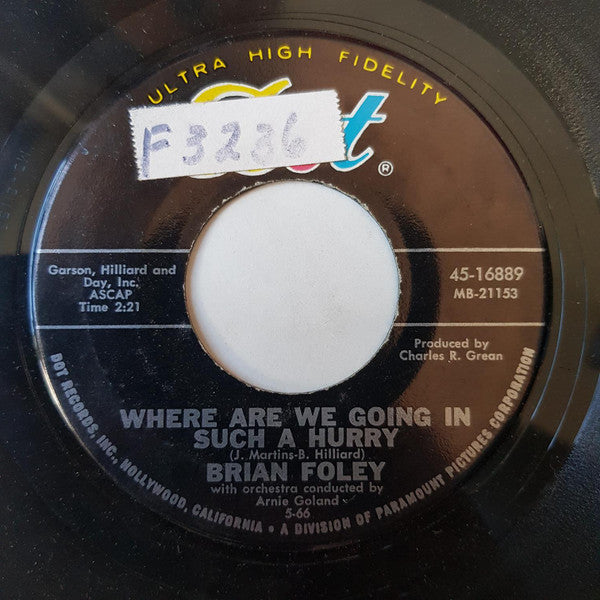 ULTRA HIGH FIDELITY
F3236
®
Garson, Hilliard and
Day, Inc.
ASCAP
Time 2:21
45-16889
MB-21153
Produced by
Charles R. Grean
WHERE ARE WE GOING IN
SUCH A HURRY
(J. Martins-B. Hilliard)
BRIAN FOLEY
with orchestra conducted by
Arnie Goland
5-66
DOT RECORDS, INC., HOLLYWOOD, CALIFORNIA • A DIVISION OF PARAMOUNT PICTURES CORPORATION